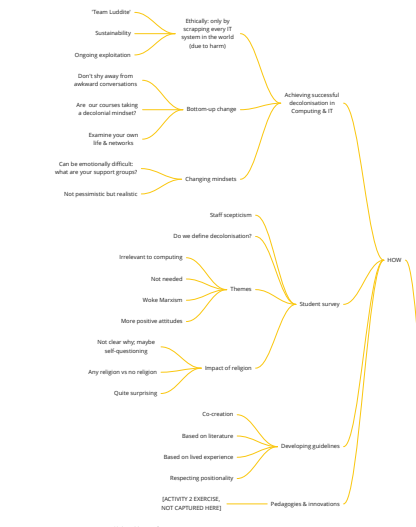 'Team Luddite'
Sustainability
Ongoing exploitation
Ethically: only by
scrapping every IT
system in the world
(due to harm)
Don't shy away from
awkward conversations
Are our courses taking
a decolonial mindset?
Examine your own
life & networks
Bottom-up change
Can be emotionally difficult:
what are your support groups?
Not pessimistic but realistic
Changing mindsets
Achieving successful
decolonisation in
Computing & IT
Staff scepticism
Do we define decolonisation?
Irrelevant to computing
Not needed
Woke Marxism
More positive attitudes
Themes
Not clear why; maybe
self-questioning
Any religion vs no religion
Quite surprising
Impact of religion
Student survey
HOW
Co-creation
Based on literature
Based on lived experience
Respecting positionality
Developing guidelines
[ACTIVITY 2 EXERCISE,
NOT CAPTURED HERE]
Pedagogies & innovations